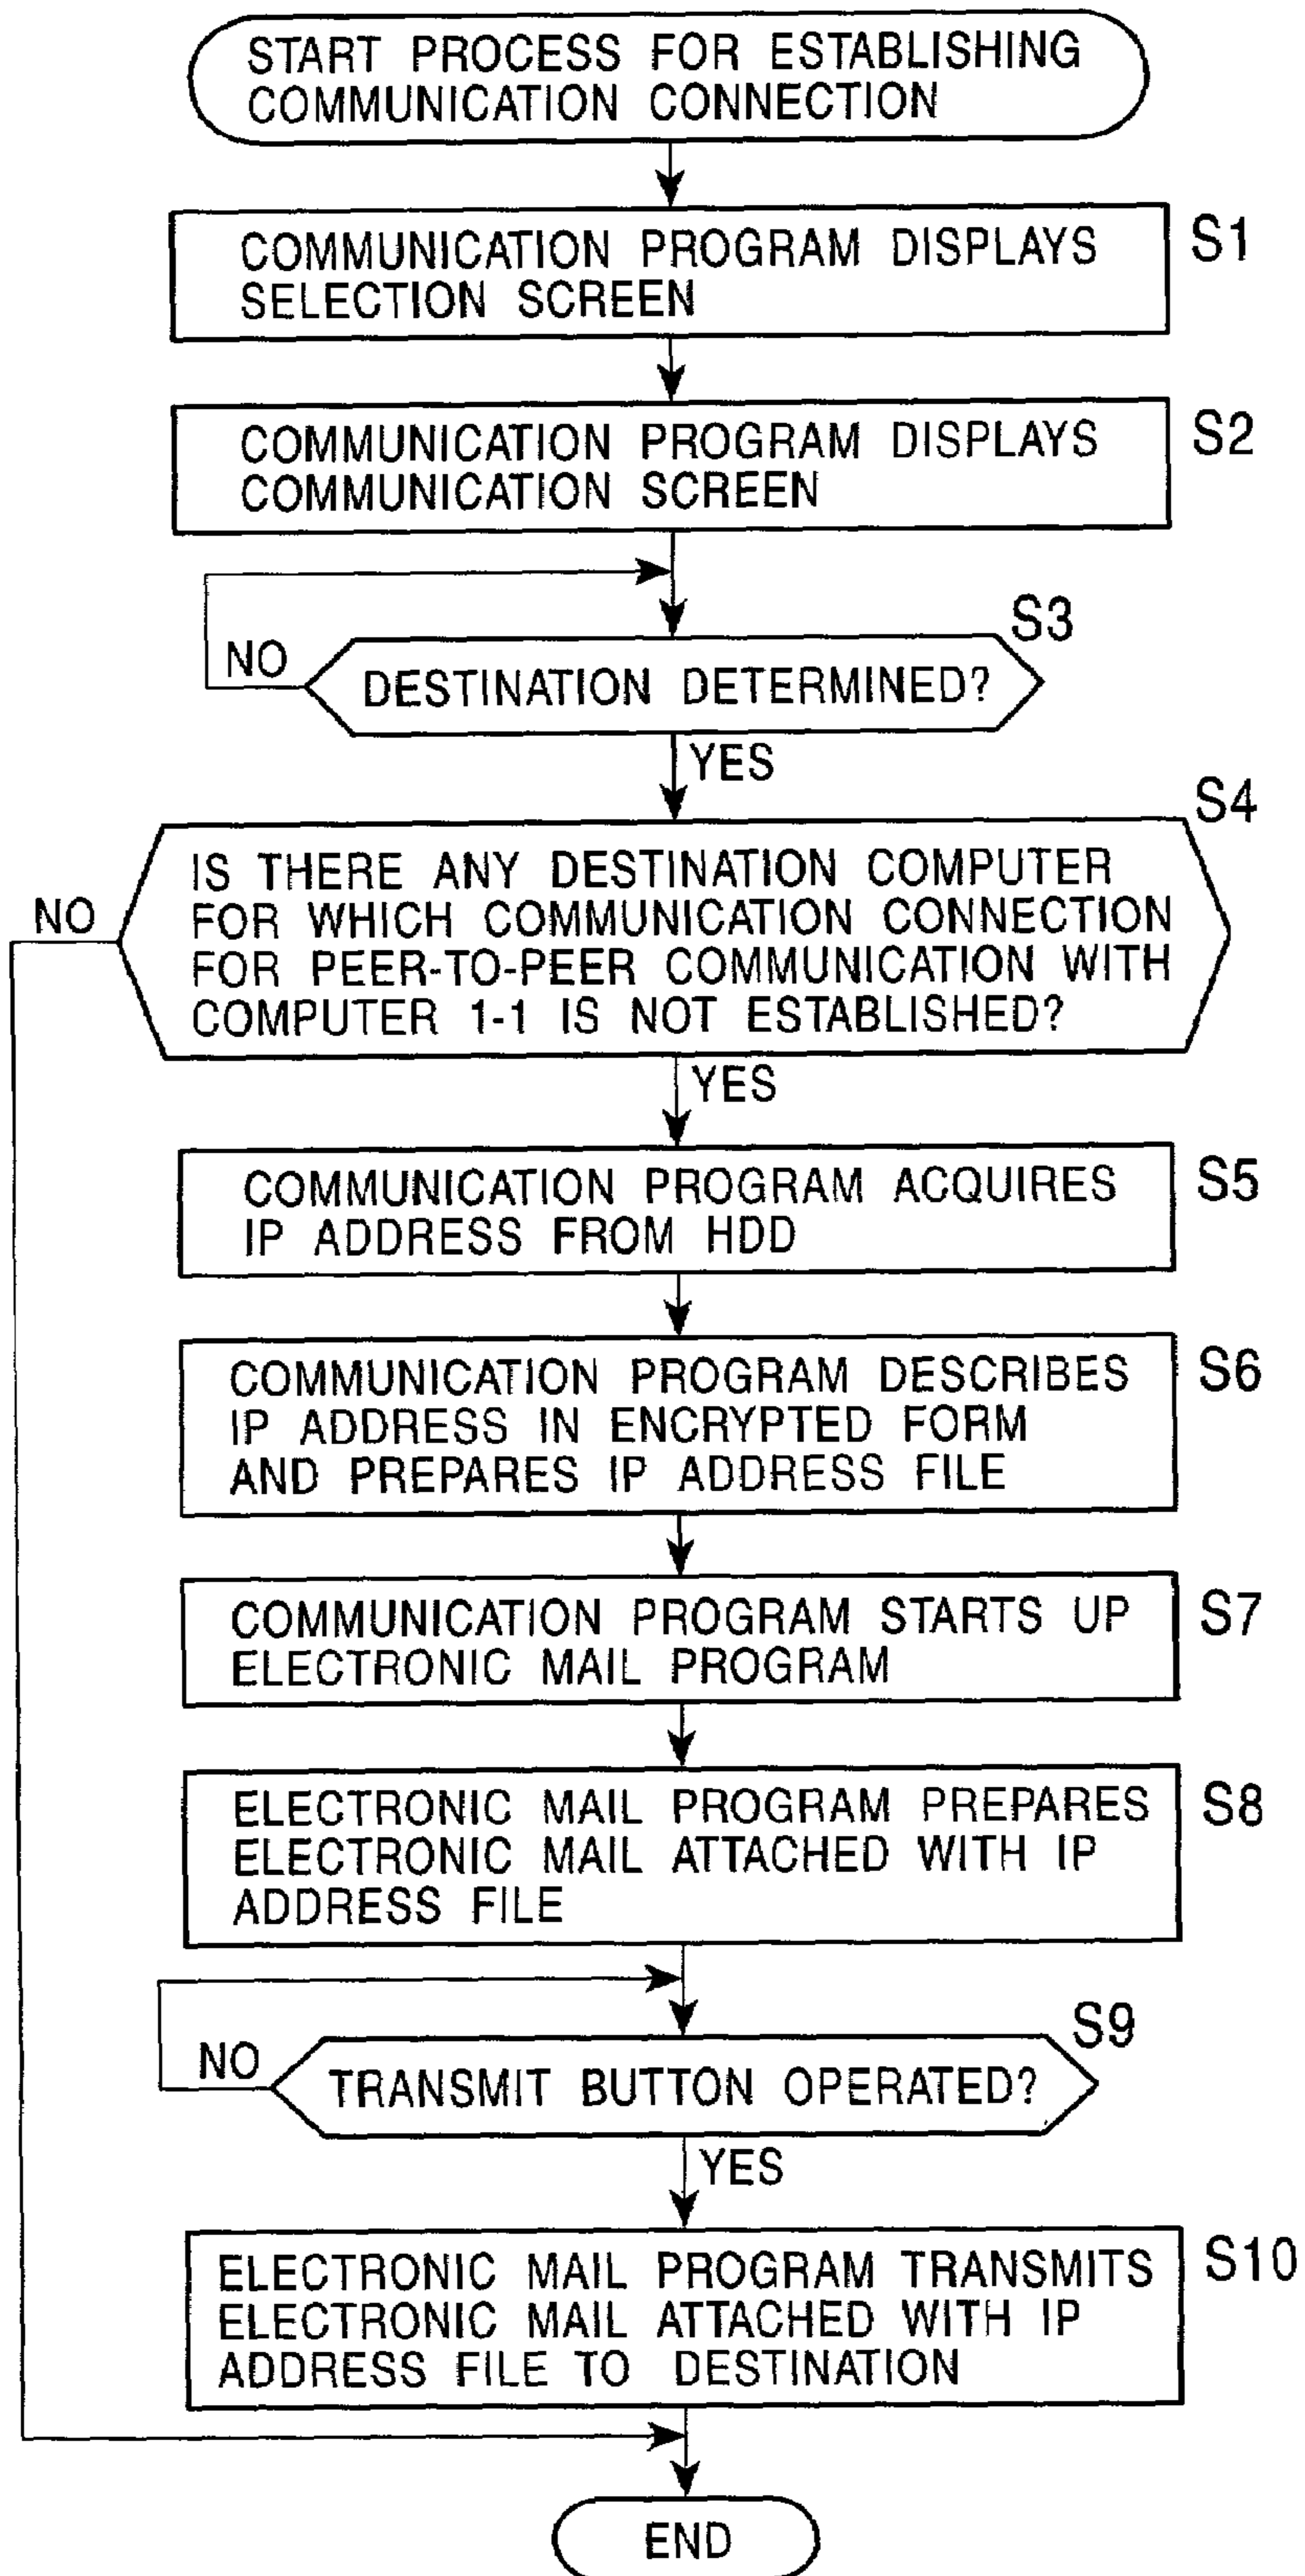 START PROCESS FOR ESTABLISHING
COMMUNICATION CONNECTION
COMMUNICATION PROGRAM DISPLAYS
SELECTION SCREEN
S1
COMMUNICATION PROGRAM DISPLAYS
COMMUNICATION SCREEN
S2
S3
NO
DESTINATION DETERMINED?
YES
S4
NO
IS THERE ANY DESTINATION COMPUTER
FOR WHICH COMMUNICATION CONNECTION
FOR PEER-TO-PEER COMMUNICATION WITH
COMPUTER 1-1 IS NOT ESTABLISHED?
YES
COMMUNICATION PROGRAM ACQUIRES
IP ADDRESS FROM HDD
S5
COMMUNICATION PROGRAM DESCRIBES
IP ADDRESS IN ENCRYPTED FORM
AND PREPARES IP ADDRESS FILE
S6
COMMUNICATION PROGRAM STARTS UP
ELECTRONIC MAIL PROGRAM
S7
ELECTRONIC MAIL PROGRAM PREPARES
ELECTRONIC MAIL ATTACHED WITH IP
ADDRESS FILE
S8
S9
NO
TRANSMIT BUTTON OPERATED?
YES
ELECTRONIC MAIL PROGRAM TRANSMITS
ELECTRONIC MAIL ATTACHED WITH IP
ADDRESS FILE TO DESTINATION
S10
END